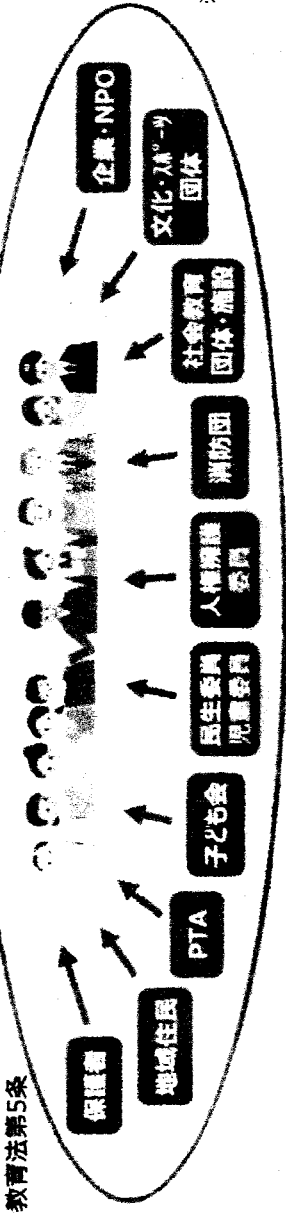 教育法第5条
保護者
地域住民
PTA
子ども会
民生委員
児童委員
人権擁護
委員
消防団
社会教育
団体・施設
文化・スポーツ
団体
企業・NPO
※